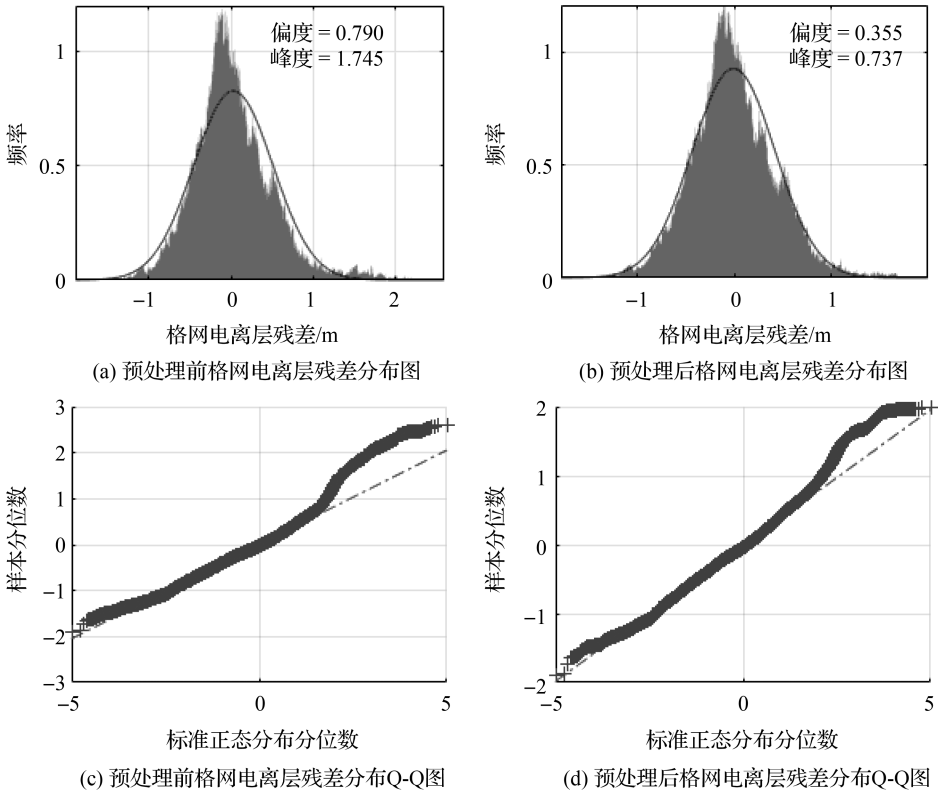 偏度 = 0.790
峰度 = 1.745
1
0.5
0
频率
−1
0
1
2
格网电离层残差/m
(a) 预处理前格网电离层残差分布图
偏度 = 0.355
峰度 = 0.737
1
0.5
0
频率
−1
0
1
格网电离层残差/m
(b) 预处理后格网电离层残差分布图
3
2
1
0
−1
−2
−3
样本分位数
−5
0
5
标准正态分布分位数
(c) 预处理前格网电离层残差分布Q-Q图
2
1
0
−1
−2
样本分位数
−5
0
5
标准正态分布分位数
(d) 预处理后格网电离层残差分布Q-Q图